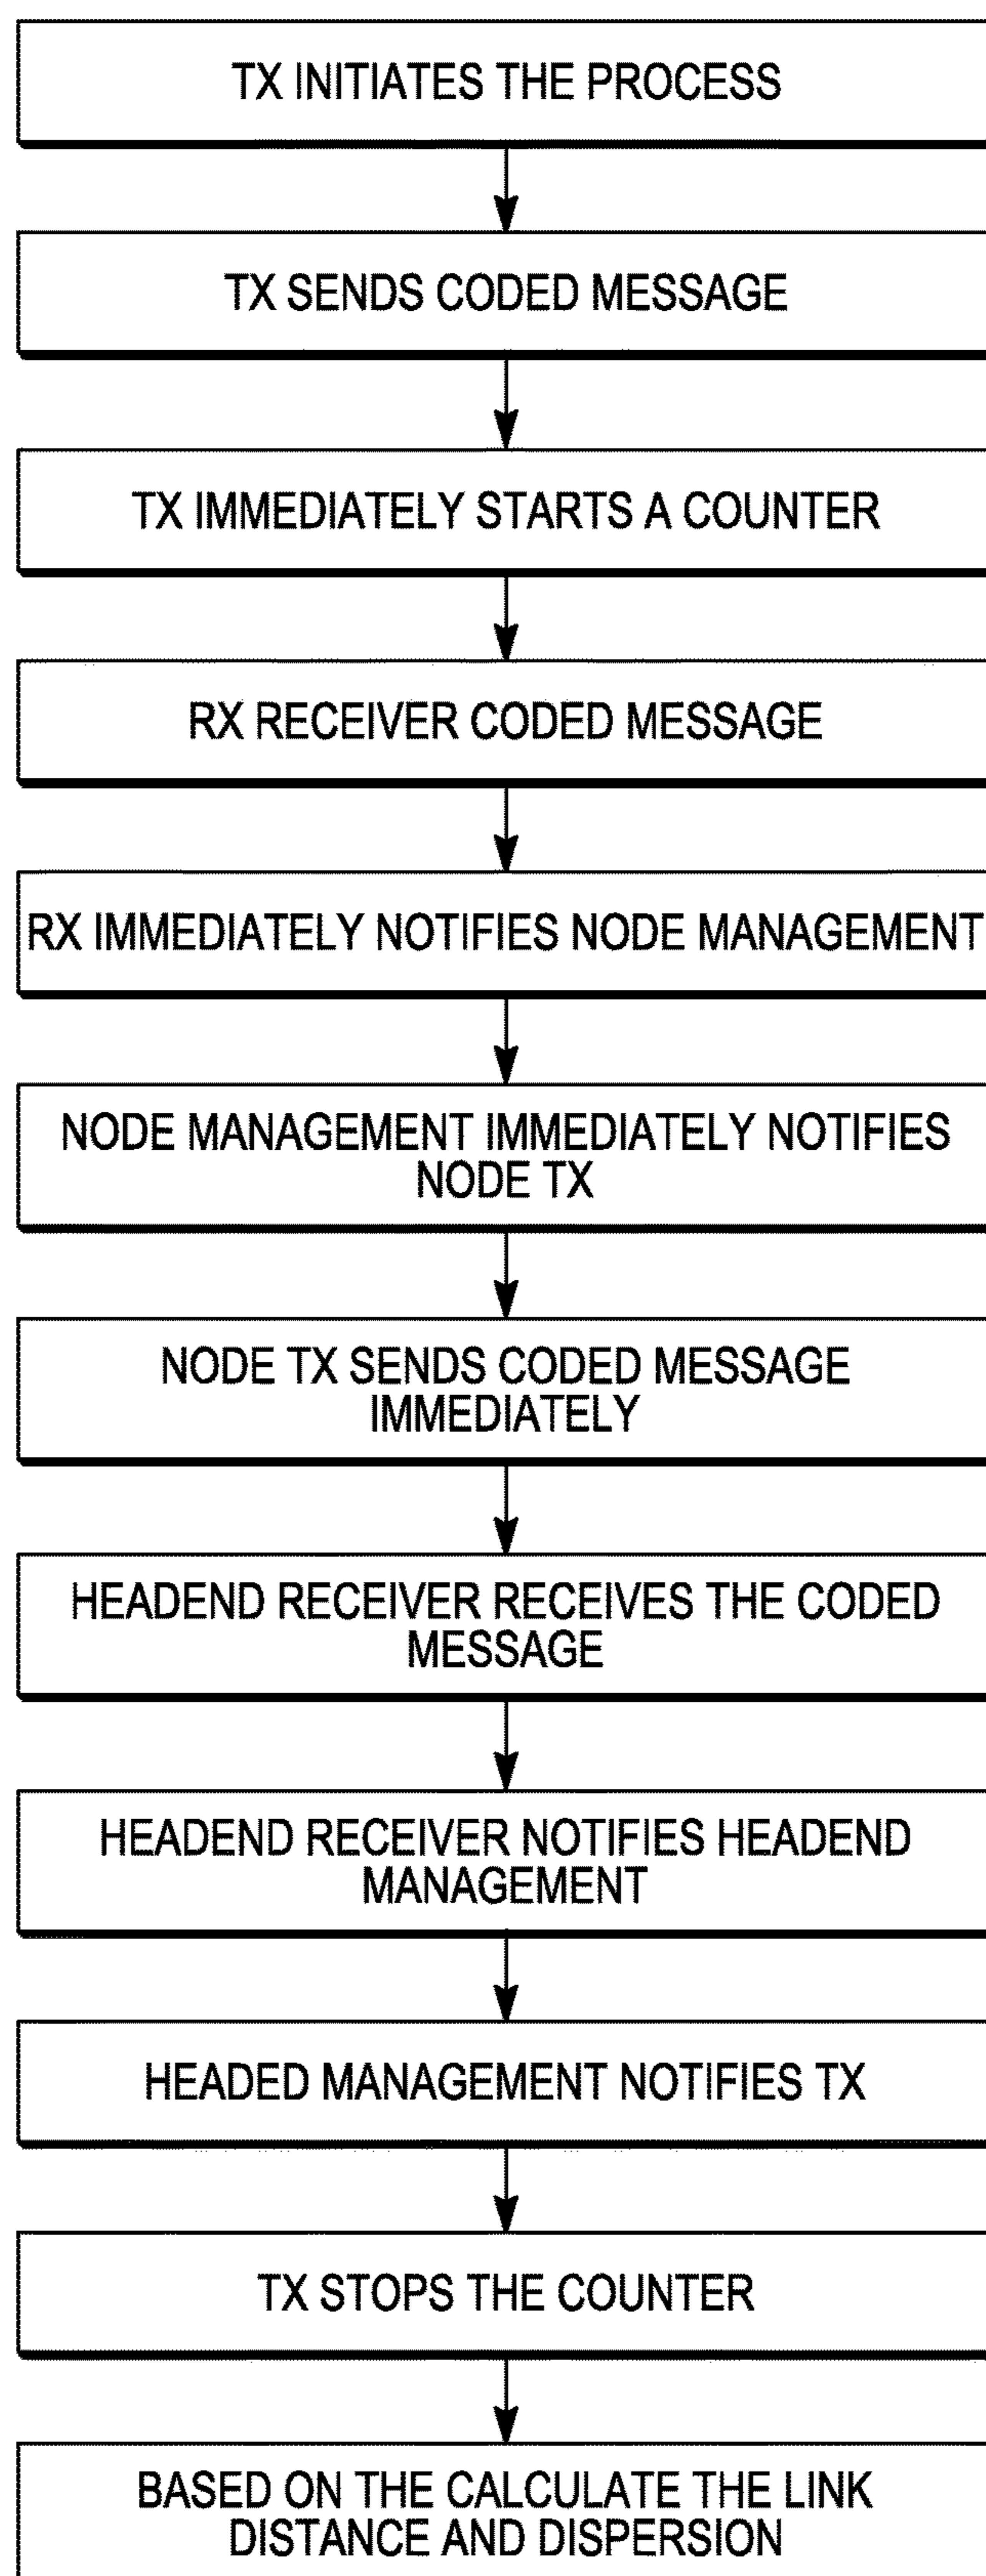 TX INITIATES THE PROCESS
TX SENDS CODED MESSAGE
TX IMMEDIATELY STARTS A COUNTER
RX RECEIVER CODED MESSAGE
RX IMMEDIATELY NOTIFIES NODE MANAGEMENT
NODE MANAGEMENT IMMEDIATELY NOTIFIES
NODE TX
NODE TX SENDS CODED MESSAGE
IMMEDIATELY
HEADEND RECEIVER RECEIVES THE CODED
MESSAGE
HEADEND RECEIVER NOTIFIES HEADEND
MANAGEMENT
HEADED MANAGEMENT NOTIFIES TX
TX STOPS THE COUNTER
BASED ON THE CALCULATE THE LINK
DISTANCE AND DISPERSION